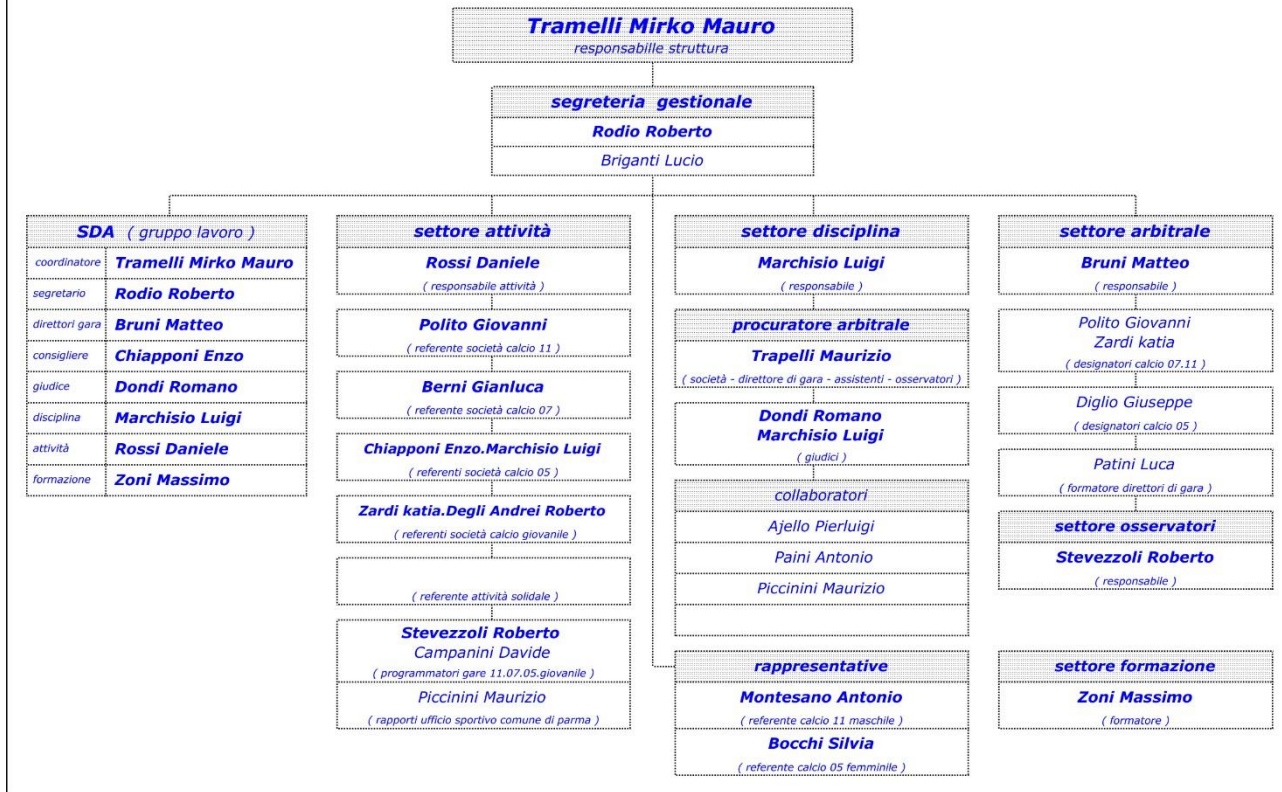 Tramelli Mirko Mauro
responsabille struttura
segreteria gestionale
Rodio Roberto
Briganti Lucio
SDA ( gruppo lavoro )
coordinatore Tramelli Mirko Mauro
segretario Rodio Roberto
direttori gara Bruni Matteo
consigliere Chiapponi Enzo
giudice Dondi Romano
disciplina Marchisio Luigi
attività Rossi Daniele
formazione Zoni Massimo
settore attività
Rossi Daniele
( responsabile attività )
Polito Giovanni
( referente società calcio 11 )
Berni Gianluca
( referente società calcio 07 )
Chiapponi Enzo.Marchisio Luigi
( referenti società calcio 05 )
Zardi katia.Degli Andrei Roberto
( referenti società calcio giovanile )
( referente attività solidale )
Stevezzoli Roberto
Campanini Davide
( programmatori gare 11.07.05.giovanile )
Piccinini Maurizio
( rapporti ufficio sportivo comune di parma )
settore disciplina
Marchisio Luigi
( responsabile )
procuratore arbitrale
Trapelli Maurizio
( società - direttore di gara - assistenti - osservatori )
Dondi Romano
Marchisio Luigi
( giudici )
collaboratori
Ajello Pierluigi
Paini Antonio
Piccinini Maurizio
rappresentative
Montesano Antonio
( referente calcio 11 maschile )
Bocchi Silvia
( referente calcio 05 femminile )
settore arbitrale
Bruni Matteo
( responsabile )
Polito Giovanni
Zardi katia
( designatori calcio 07.11 )
Diglio Giuseppe
( designatori calcio 05 )
Patini Luca
( formatore direttori di gara )
settore osservatori
Stevezzoli Roberto
( responsabile )
settore formazione
Zoni Massimo
( formatore )